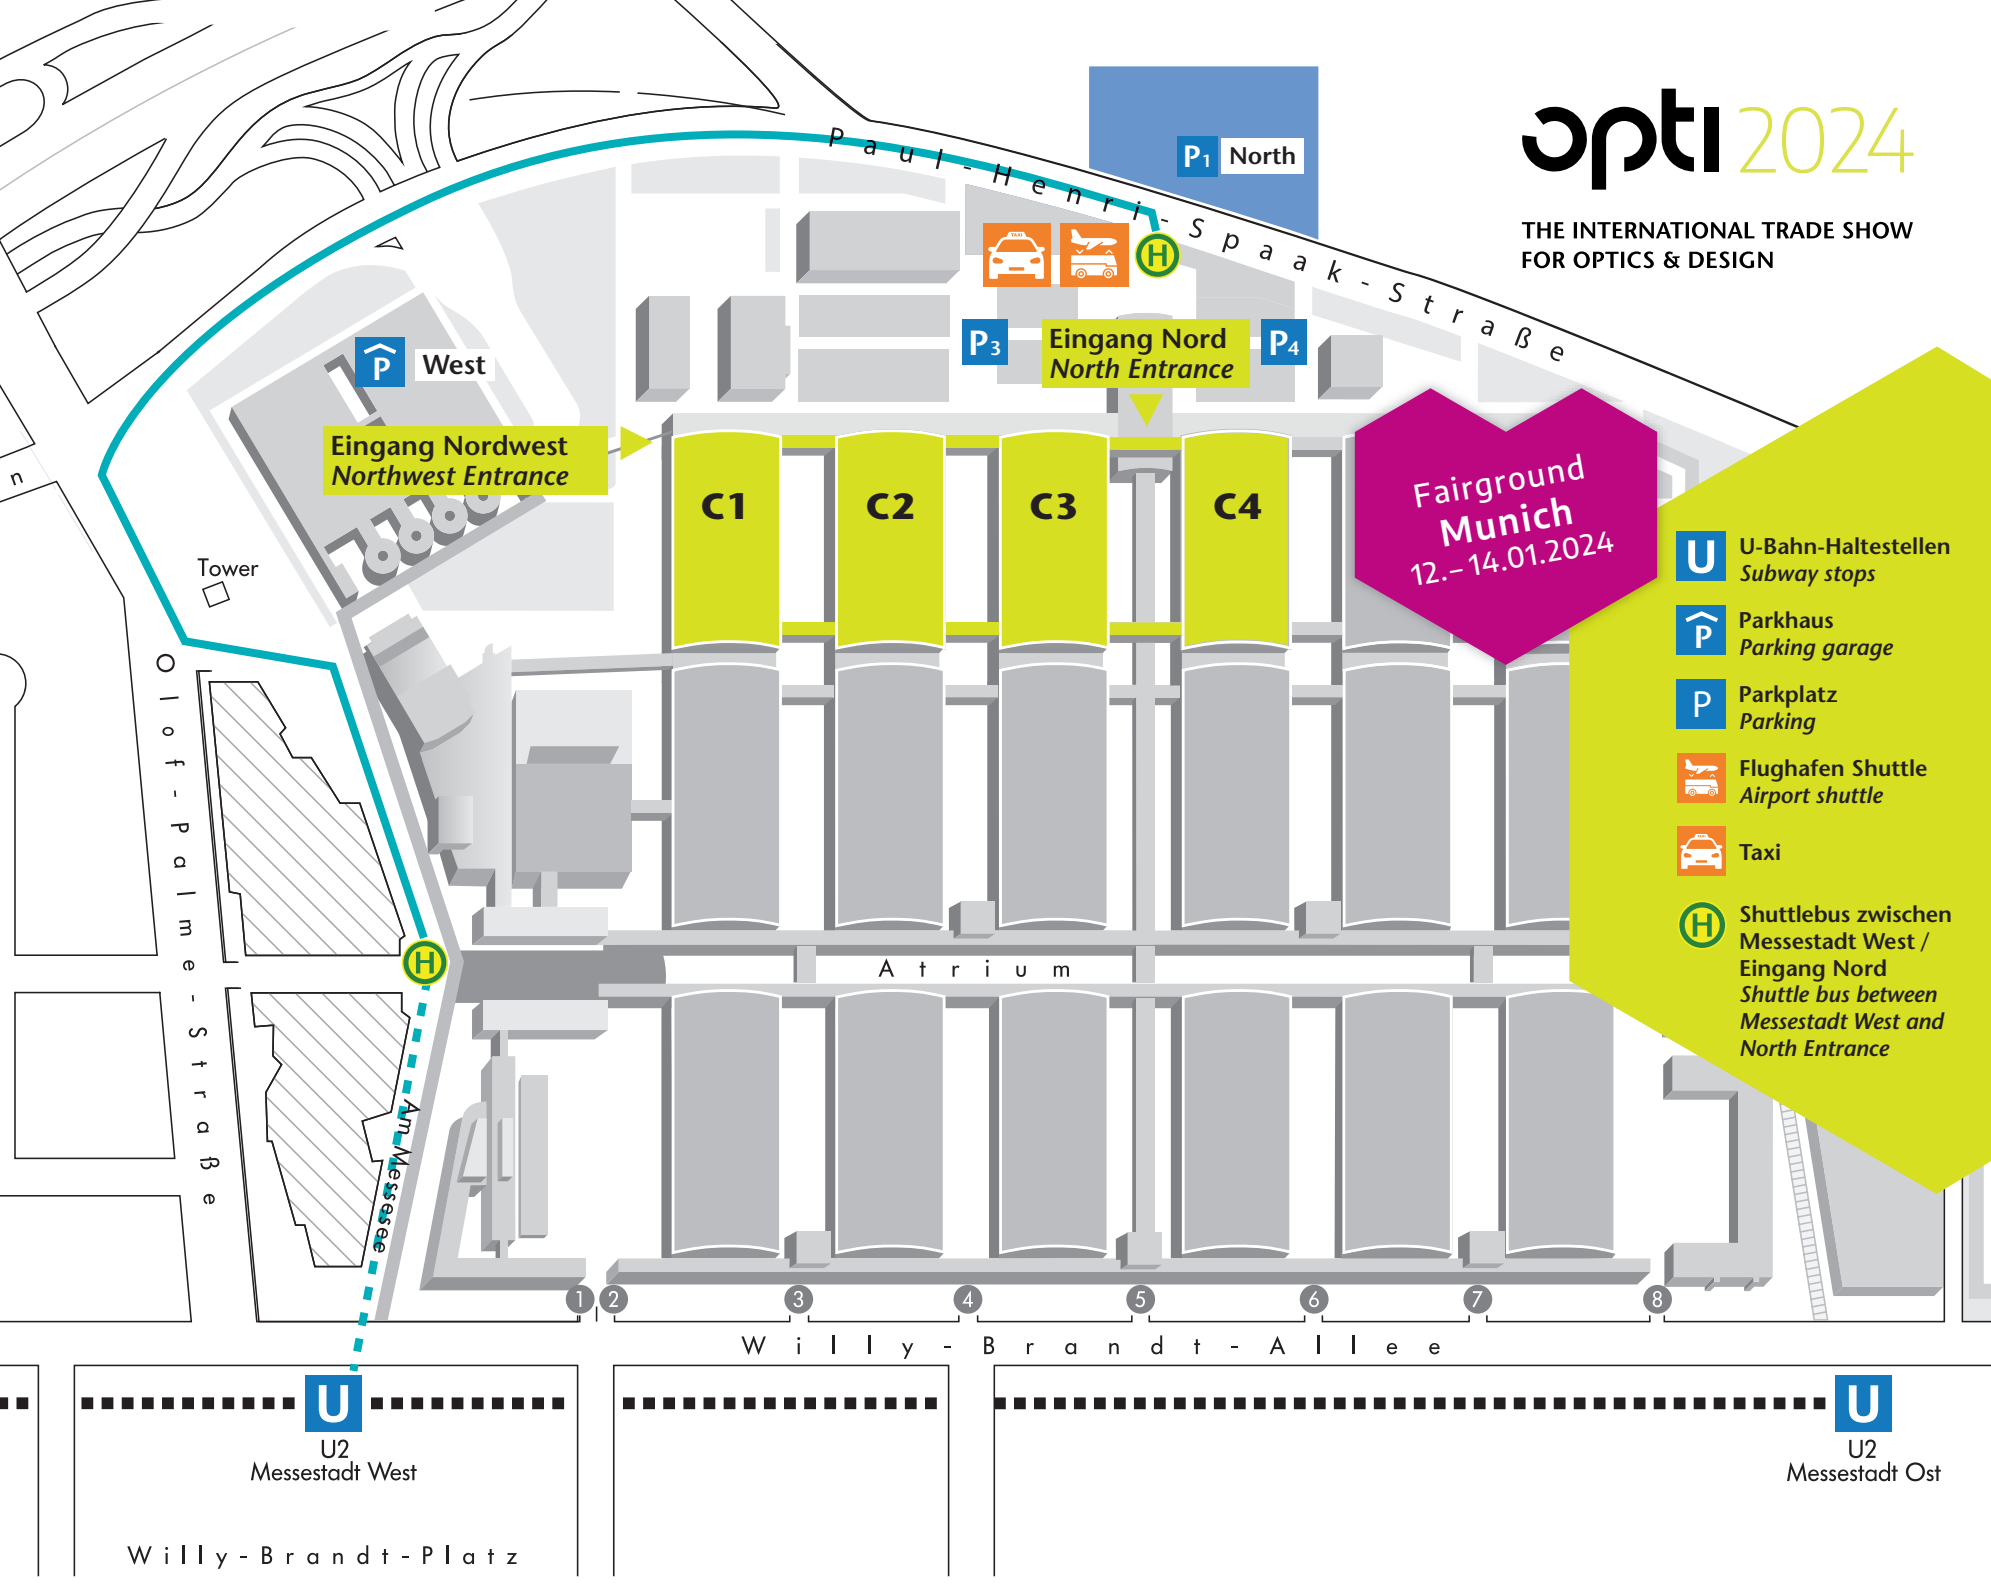 opti 2024
THE INTERNATIONAL TRADE SHOW
FOR OPTICS & DESIGN
Paul-Henri-Spaak-Straße
P1 North
TAXI
H
P West
P3
Eingang Nord
North Entrance
P4
Eingang Nordwest
Northwest Entrance
C1
C2
C3
C4
Fairground
Munich
12.–14.01.2024
n
Tower
U
U-Bahn-Haltestellen
Subway stops
P
Parkhaus
Parking garage
P
Parkplatz
Parking
Flughafen Shuttle
Airport shuttle
TAXI
Taxi
H
Shuttlebus zwischen
Messestadt West /
Eingang Nord
Shuttle bus between
Messestadt West and
North Entrance
Olof-Palme-Straße
H
Atrium
Am Messesee
1 2 3 4 5 6 7 8
Willy-Brandt-Allee
U
U2
Messestadt West
U
U2
Messestadt Ost
Willy-Brandt-Platz